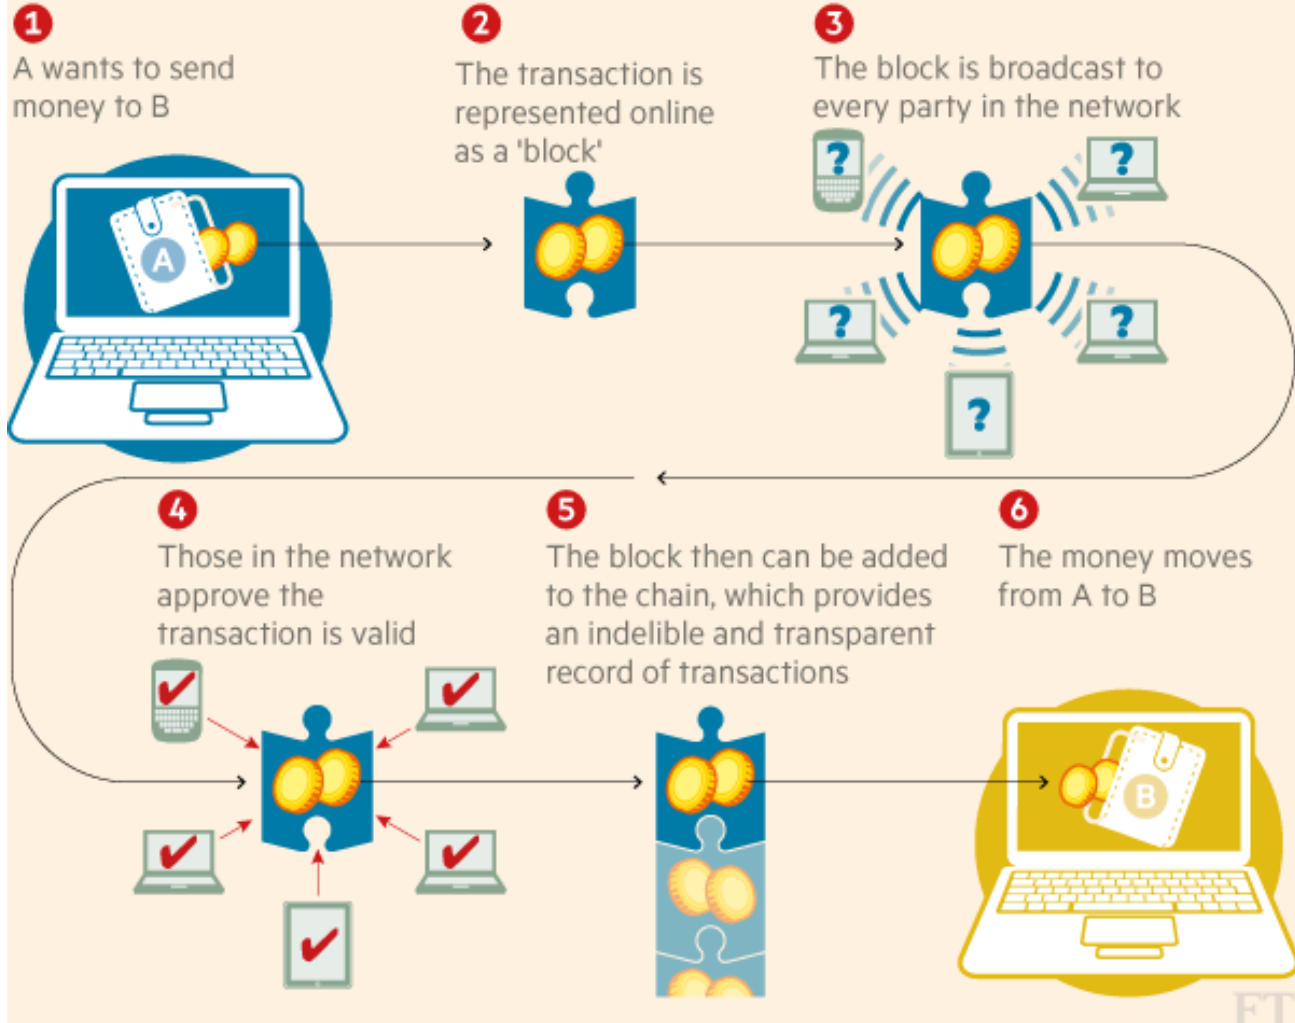 1
A wants to send
money to B
2
The transaction is
represented online
as a 'block'
3
The block is broadcast to
every party in the network
A
?
?
?
?
?
4
Those in the network
approve the
transaction is valid
5
The block then can be added
to the chain, which provides
an indelible and transparent
record of transactions
6
The money moves
from A to B
B
FT